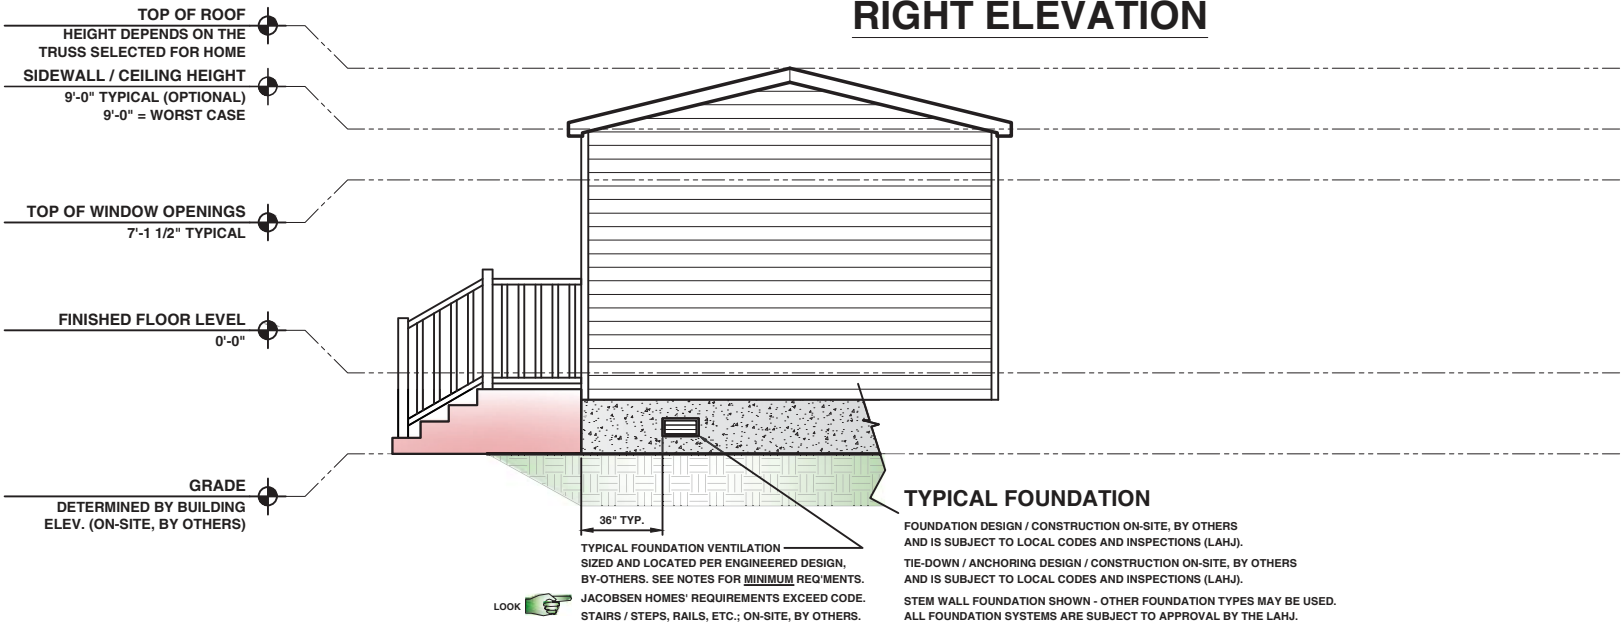 RIGHT ELEVATION
TOP OF ROOF
HEIGHT DEPENDS ON THE
TRUSS SELECTED FOR HOME
SIDEWALL / CEILING HEIGHT
9'-0" TYPICAL (OPTIONAL)
9'-0" = WORST CASE
TOP OF WINDOW OPENINGS
7'-1 1/2" TYPICAL
FINISHED FLOOR LEVEL
0'-0"
GRADE
DETERMINED BY BUILDING
ELEV. (ON-SITE, BY OTHERS)
36" TYP.
TYPICAL FOUNDATION VENTILATION
SIZED AND LOCATED PER ENGINEERED DESIGN,
BY-OTHERS. SEE NOTES FOR MINIMUM REQ'MENTS.
LOOK
JACOBSEN HOMES' REQUIREMENTS EXCEED CODE.
STAIRS / STEPS, RAILS, ETC.; ON-SITE, BY OTHERS.
TYPICAL FOUNDATION
FOUNDATION DESIGN / CONSTRUCTION ON-SITE, BY OTHERS
AND IS SUBJECT TO LOCAL CODES AND INSPECTIONS (LAHJ).
TIE-DOWN / ANCHORING DESIGN / CONSTRUCTION ON-SITE, BY OTHERS
AND IS SUBJECT TO LOCAL CODES AND INSPECTIONS (LAHJ).
STEM WALL FOUNDATION SHOWN - OTHER FOUNDATION TYPES MAY BE USED.
ALL FOUNDATION SYSTEMS ARE SUBJECT TO APPROVAL BY THE LAHJ.